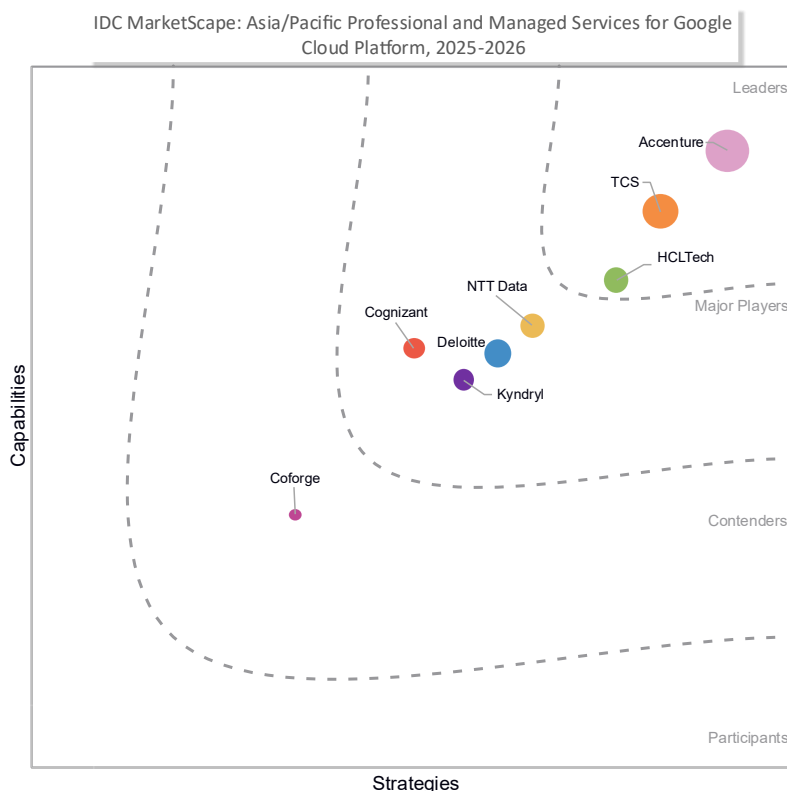 IDC MarketScape: Asia/Pacific Professional and Managed Services for Google
Cloud Platform, 2025-2026
Leaders
Accenture
TCS
HCLTech
NTT Data
Major Players
Cognizant
Deloitte
Kyndryl
Capabilities
Coforge
Contenders
Participants
Strategies